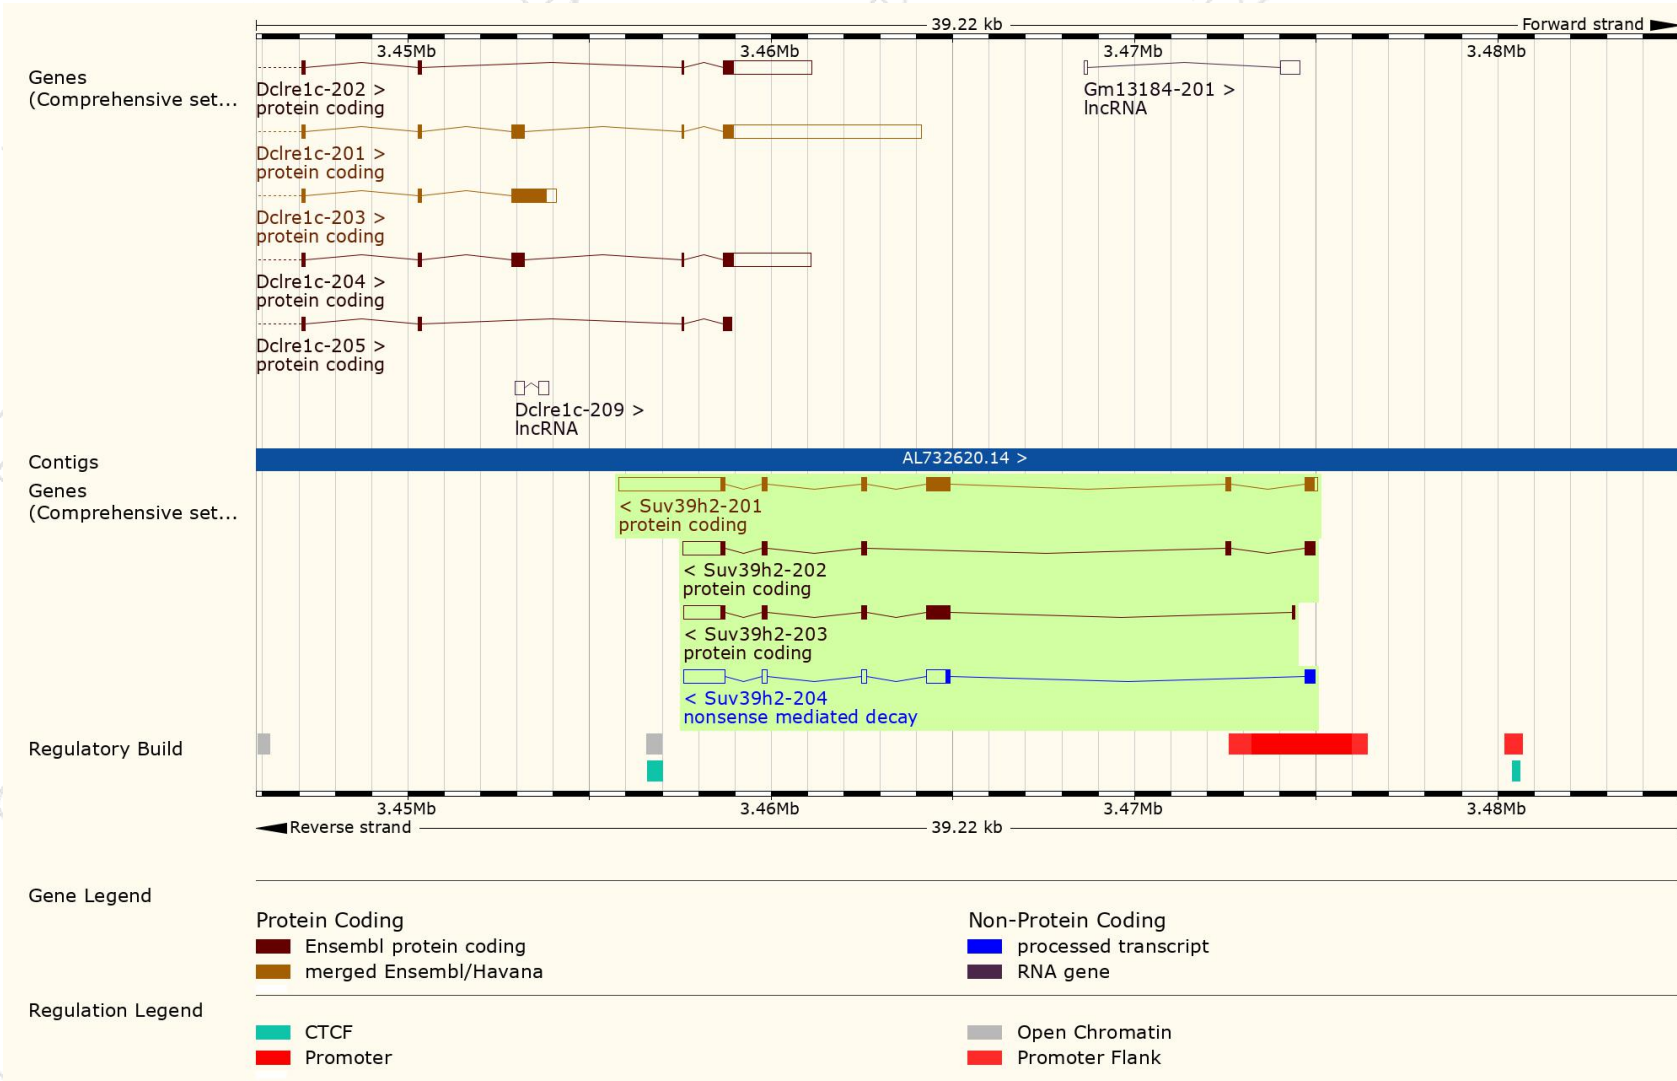 39.22 kb
Forward strand
3.45Mb 3.46Mb 3.47Mb 3.48Mb
Genes
(Comprehensive set...
Dclre1c-202 >
protein coding
Gm13184-201 >
lncRNA
Dclre1c-201 >
protein coding
Dclre1c-203 >
protein coding
Dclre1c-204 >
protein coding
Dclre1c-205 >
protein coding
Dclre1c-209 >
lncRNA
Contigs
AL732620.14 >
Genes
(Comprehensive set...
< Suv39h2-201
protein coding
< Suv39h2-202
protein coding
< Suv39h2-203
protein coding
< Suv39h2-204
nonsense mediated decay
Regulatory Build
3.45Mb 3.46Mb 3.47Mb 3.48Mb
Reverse strand
39.22 kb
Gene Legend
Protein Coding
Non-Protein Coding
Ensembl protein coding
processed transcript
merged Ensembl/Havana
RNA gene
Regulation Legend
CTCF
Open Chromatin
Promoter
Promoter Flank